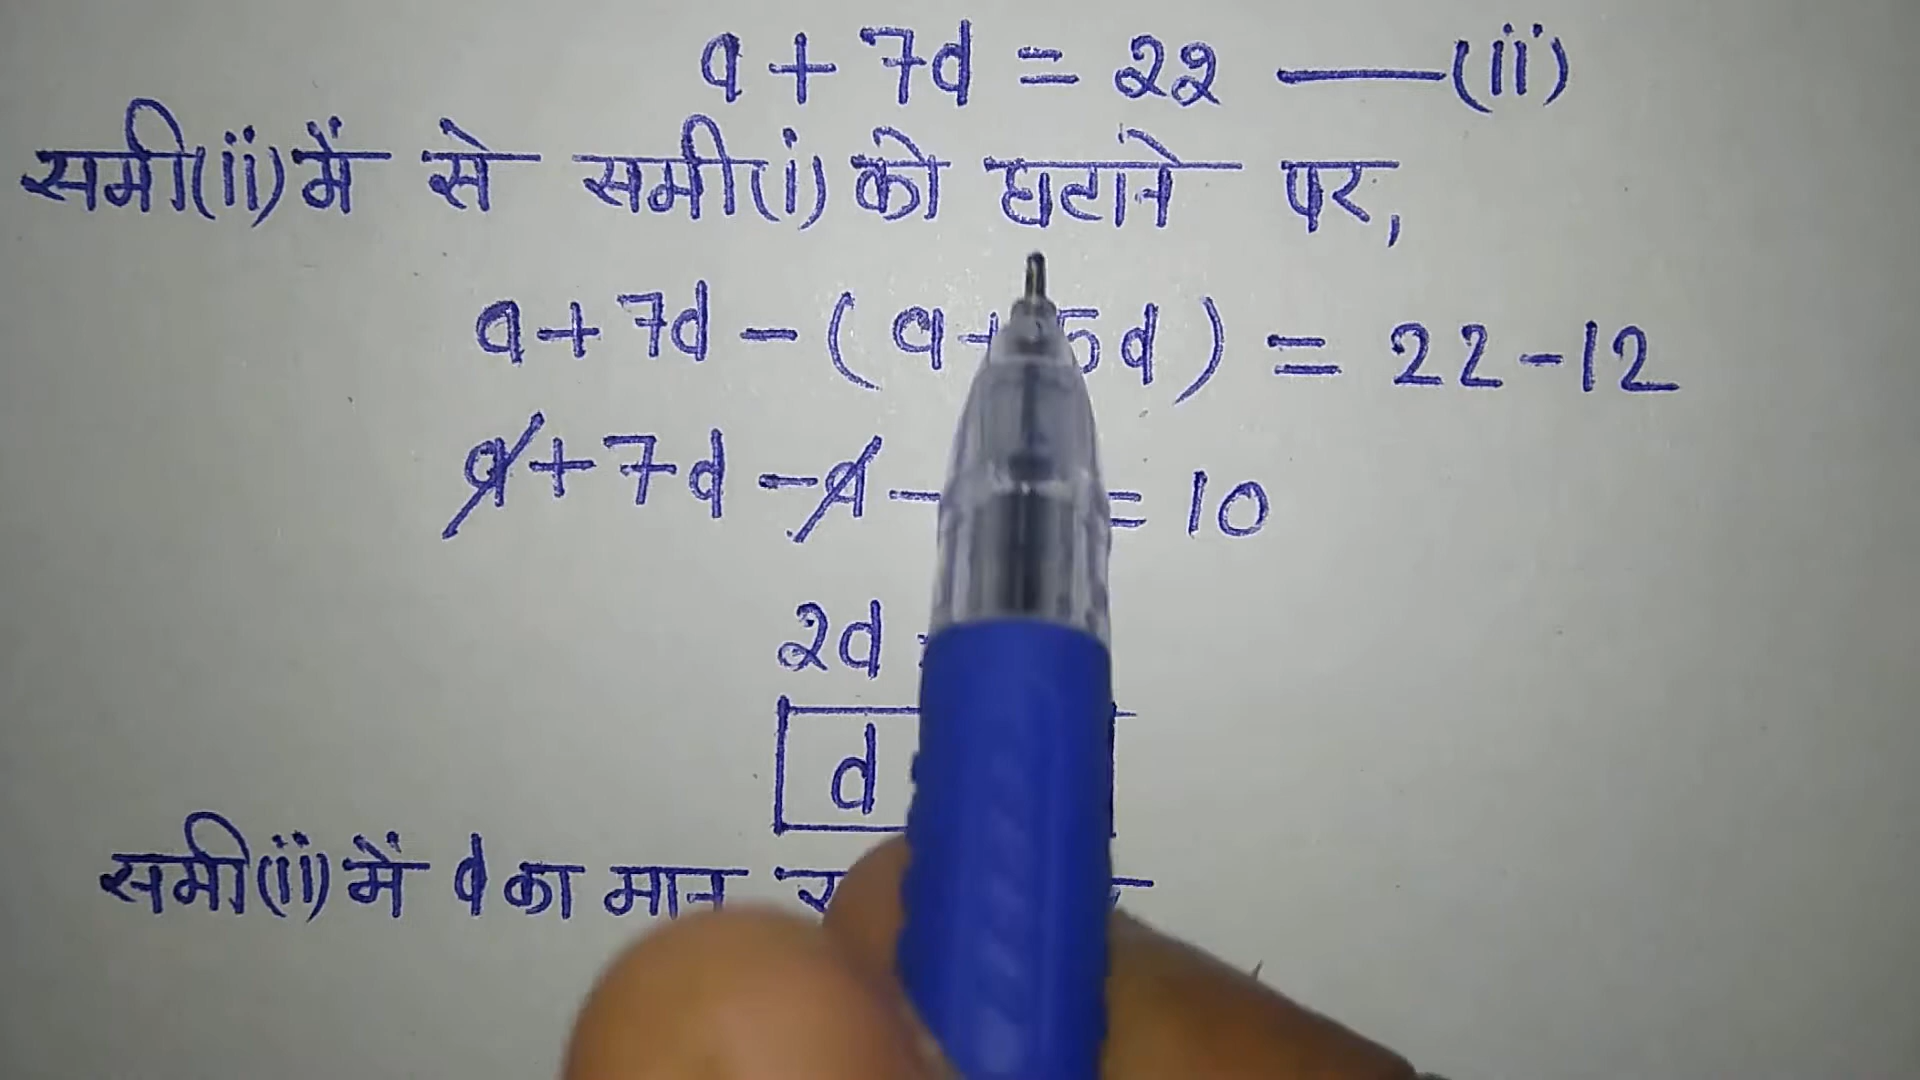 a + 7d = 22 —(ii)
समी(ii) में से समी(i) को घटाने पर,
a + 7d - ( a + 5d ) = 22 - 12
a + 7d - a - = 10
2d
d
समी(ii) में d का मान